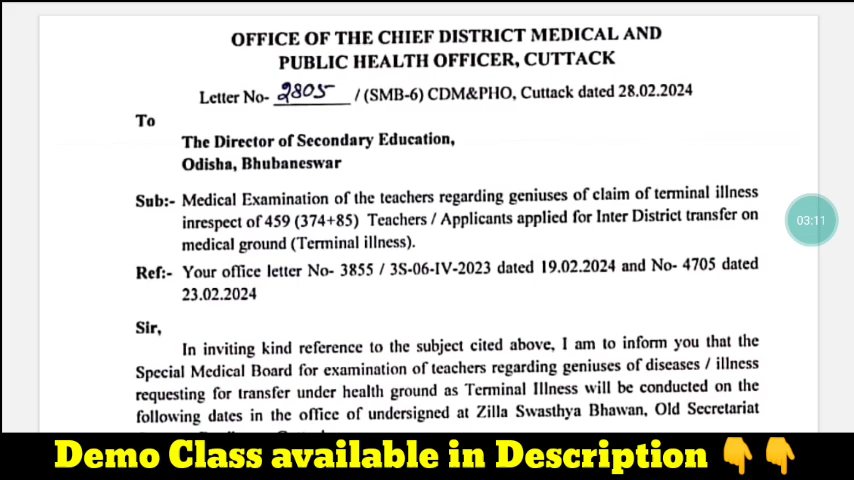 OFFICE OF THE CHIEF DISTRICT MEDICAL AND
PUBLIC HEALTH OFFICER, CUTTACK
Letter No- 2805 / (SMB-6) CDM&PHO, Cuttack dated 28.02.2024
To
The Director of Secondary Education,
Odisha, Bhubaneswar
Sub:- Medical Examination of the teachers regarding geniuses of claim of terminal illness
inrespect of 459 (374+85) Teachers / Applicants applied for Inter District transfer on
medical ground (Terminal illness).
Ref:- Your office letter No- 3855 / 3S-06-IV-2023 dated 19.02.2024 and No- 4705 dated
23.02.2024
03:11
Sir,
In inviting kind reference to the subject cited above, I am to inform you that the
Special Medical Board for examination of teachers regarding geniuses of diseases / illness
requesting for transfer under health ground as Terminal Illness will be conducted on the
following dates in the office of undersigned at Zilla Swasthya Bhawan, Old Secretariat
Demo Class available in Description 👇👇